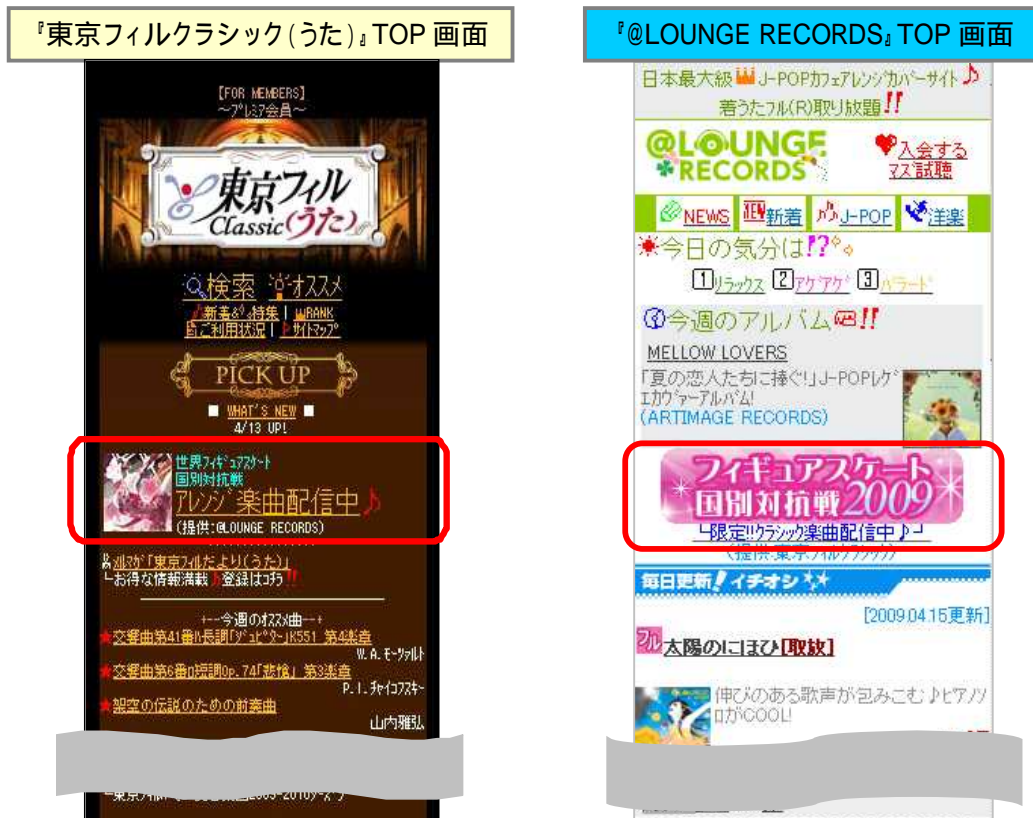 『東京フィルクラシック(うた)』TOP 画面
[FOR MEMBERS]
～プレミア会員～
東京フィル
Classic(うた)
検索 オススメ
新着&特集 | RANK
ご利用状況 | サイトマップ
PICK UP
■ WHAT'S NEW ■
4/13 UP!
世界フィギュアスケート
国別対抗戦
アレンジ楽曲配信中♪
(提供:@LOUNGE RECORDS)
メルマガ「東京フィルだより(うた)」
└お得な情報満載♪登録はコチラ!!
+--今週のオススメ曲--+
★交響曲第41番ハ長調「ジュピター」K551 第4楽章
W.A.モーツァルト
★交響曲第6番ロ短調Op.74「悲愴」 第3楽章
P.I.チャイコフスキー
★架空の伝説のための前奏曲
山内雅弘
『@LOUNGE RECORDS』TOP 画面
日本最大級 J-POPカフェアレンジカバーサイト♪
着うたフル(R)取り放題!!
@LOUNGE
RECORDS
入会する
マズ試聴
NEWS 新着 J-POP 洋楽
今日の気分は!?
1リラックス 2アゲアゲ 3バラード
今週のアルバム!!
MELLOW LOVERS
「夏の恋人たちに捧ぐ!」J-POPレゲ
エカヴァーアルバム!
(ARTIMAGE RECORDS)
フィギュアスケート
国別対抗戦2009
└限定!!クラシック楽曲配信中♪┘
(提供:東京フィルクラシック)
毎日更新!イチオシ
[2009.04.15更新]
フル太陽のにほひ[取放]
伸びのある歌声が包みこむ♪ピアノソ
ロがCOOL!